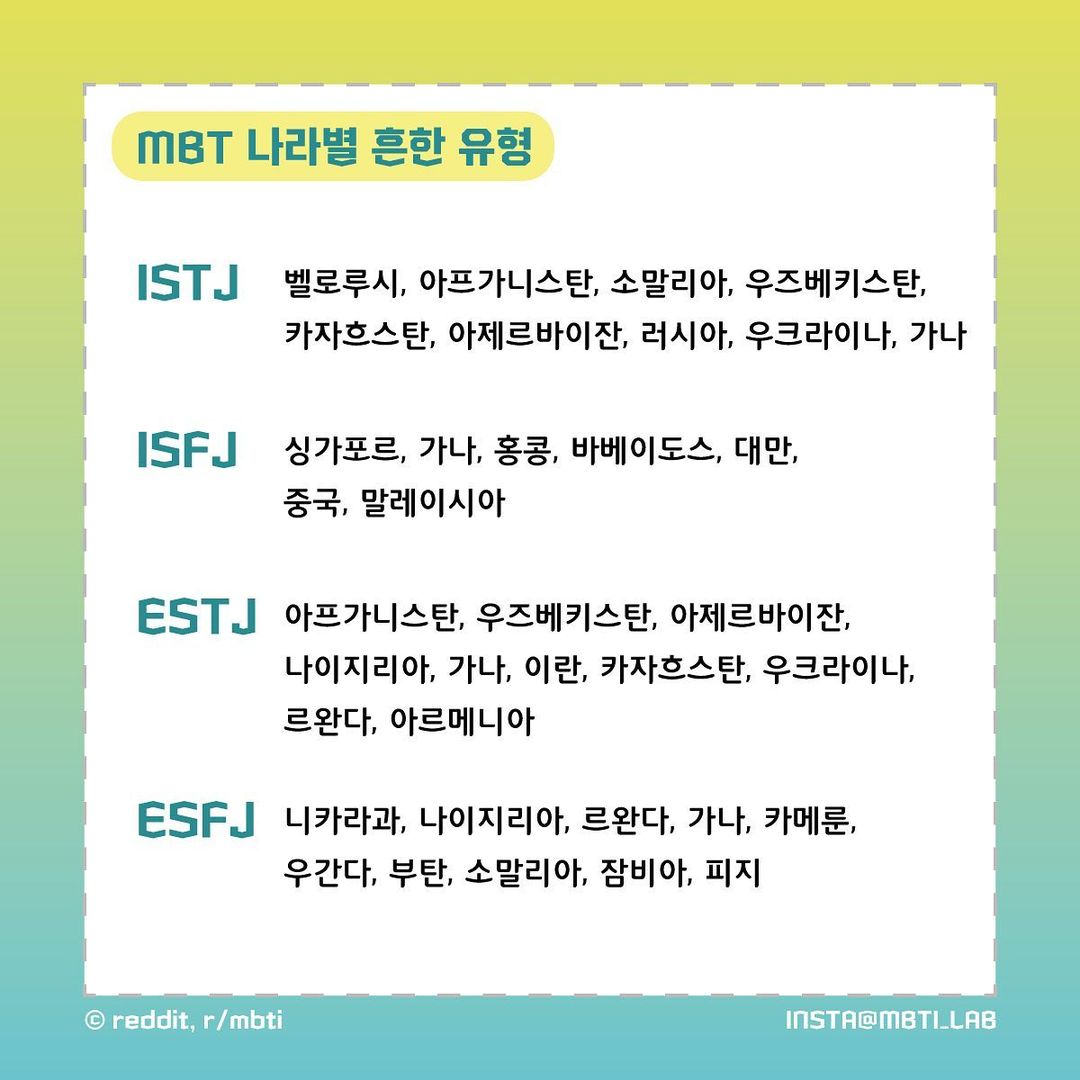 MBT 나라별 흔한 유형
ISTJ 벨로루시, 아프가니스탄, 소말리아, 우즈베키스탄,
카자흐스탄, 아제르바이잔, 러시아, 우크라이나, 가나
ISFJ 싱가포르, 가나, 홍콩, 바베이도스, 대만,
중국, 말레이시아
ESTJ 아프가니스탄, 우즈베키스탄, 아제르바이잔,
나이지리아, 가나, 이란, 카자흐스탄, 우크라이나,
르완다, 아르메니아
ESFJ 니카라과, 나이지리아, 르완다, 가나, 카메룬,
우간다, 부탄, 소말리아, 잠비아, 피지
© reddit, r/mbti
INSTA@MBTI_LAB